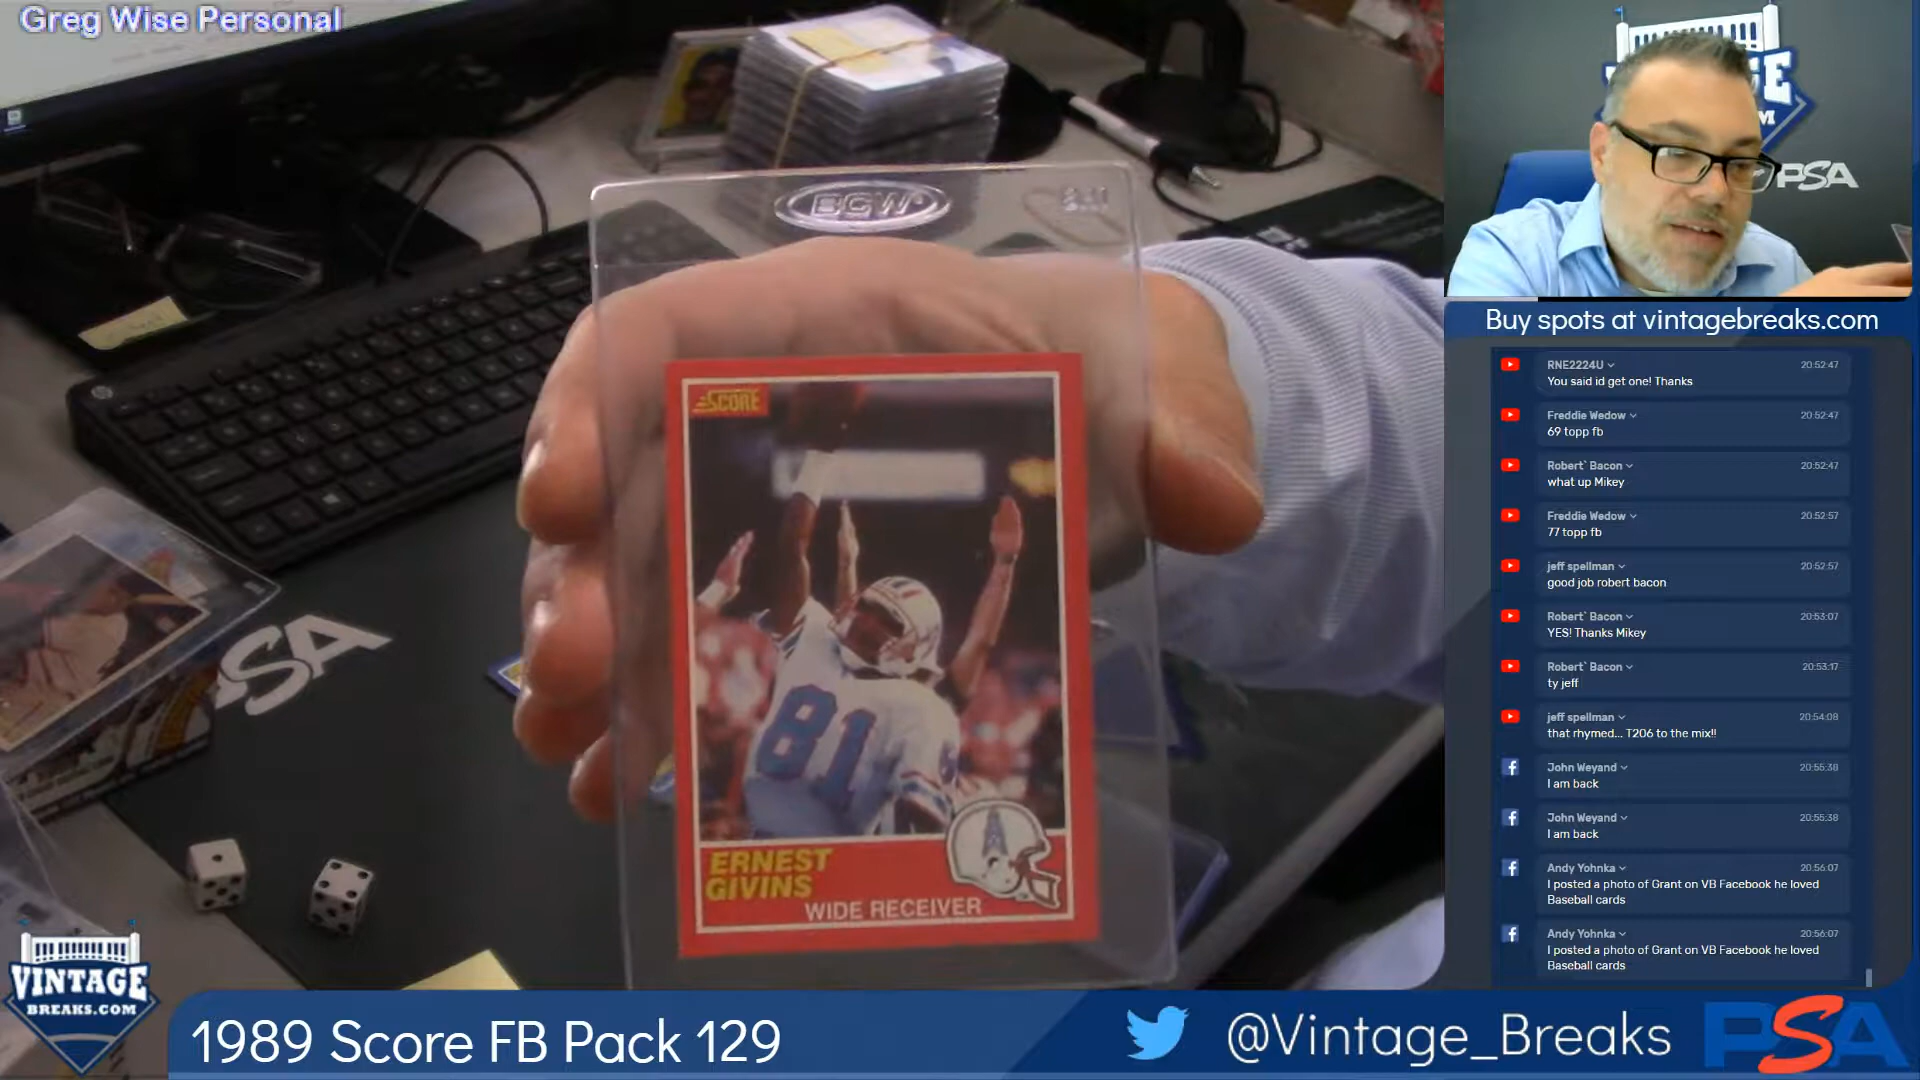 Greg Wise Personal
BCW
SCORE
81
ERNEST
GIVINS
WIDE RECEIVER
PSA
PSA
Buy spots at vintagebreaks.com
RNE2224U 20:52:47
You said id get one! Thanks
Freddie Wedow 20:52:47
69 topp fb
Robert` Bacon 20:52:47
what up Mikey
Freddie Wedow 20:52:57
77 topp fb
jeff spellman 20:52:57
good job robert bacon
Robert` Bacon 20:53:07
YES! Thanks Mikey
Robert` Bacon 20:53:17
ty jeff
jeff spellman 20:54:08
that rhymed... T206 to the mix!!
John Weyand 20:55:38
I am back
John Weyand 20:55:38
I am back
Andy Yohnka 20:56:07
I posted a photo of Grant on VB Facebook he loved
Baseball cards
Andy Yohnka 20:56:07
I posted a photo of Grant on VB Facebook he loved
Baseball cards
VINTAGE
BREAKS.COM
1989 Score FB Pack 129
@Vintage_Breaks
PSA